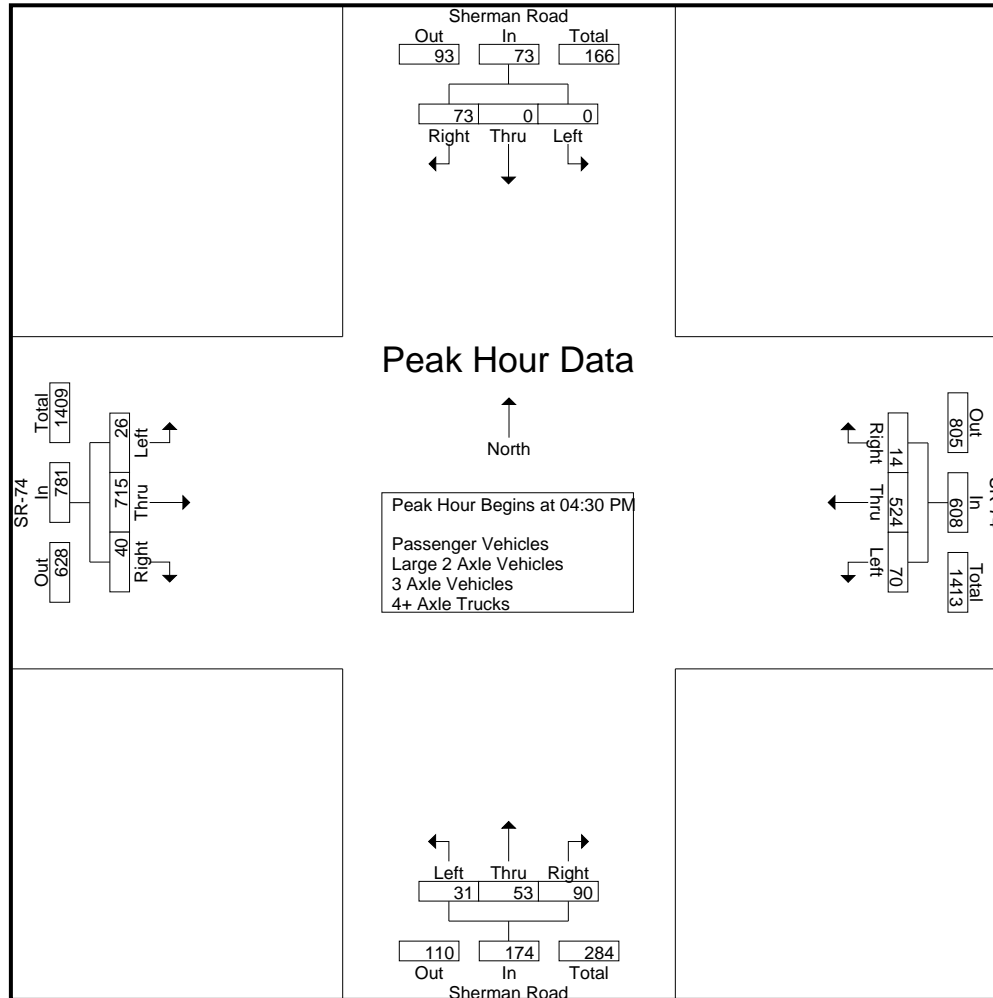 Sherman Road
Out In Total
93 73 166
73 0 0
Right Thru Left
Peak Hour Data
North
Peak Hour Begins at 04:30 PM
Passenger Vehicles
Large 2 Axle Vehicles
3 Axle Vehicles
4+ Axle Trucks
SR-74
Out In Total
628 781 1409
40 715 26
Right Thru Left
Right Thru Left
14 524 70
Out In Total
805 608 1413
Left Thru Right
31 53 90
110 174 284
Out In Total
Sherman Road